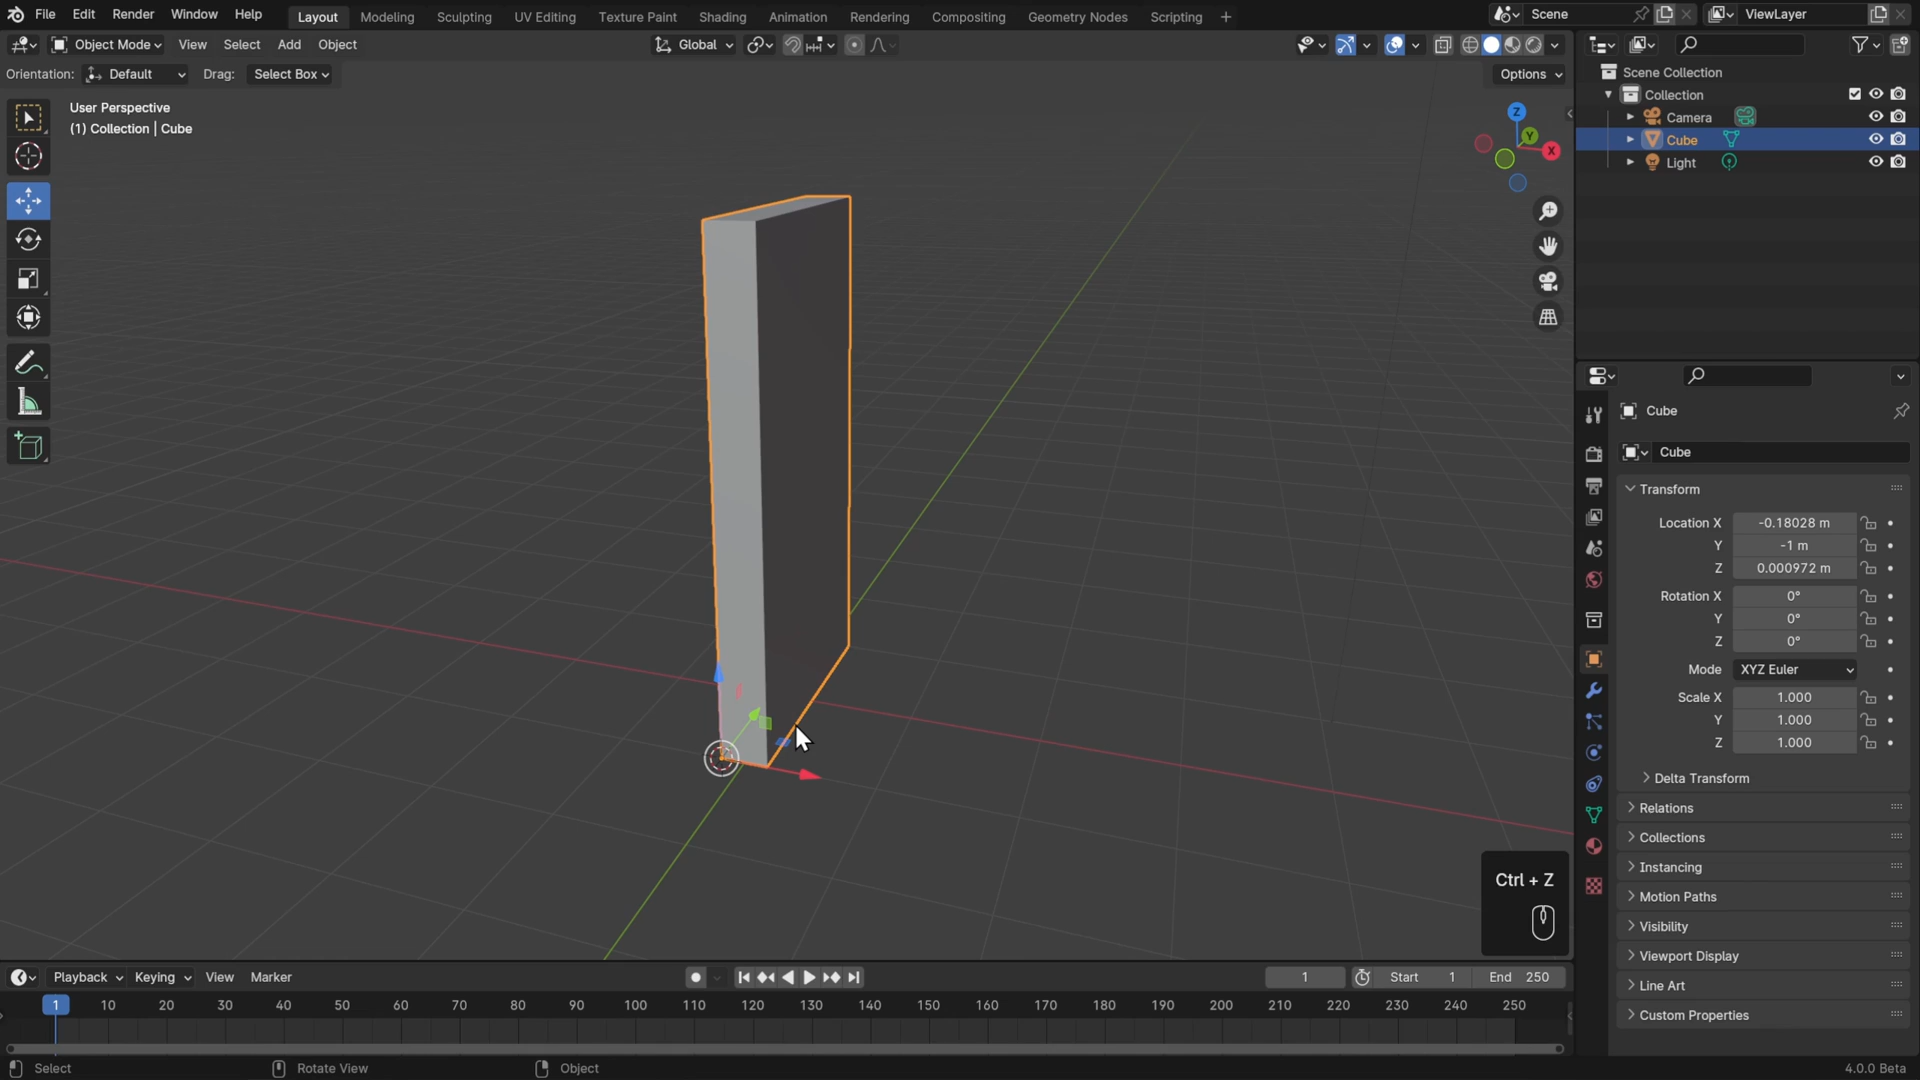 File Edit Render Window Help Layout Modeling Sculpting UV Editing Texture Paint Shading Animation Rendering Compositing Geometry Nodes Scripting + Scene ViewLayer
Object Mode View Select Add Object Global
Orientation: Default Drag: Select Box Options
User Perspective
(1) Collection | Cube
Z
Y
X
Scene Collection
Collection
Camera
Cube
Light
Cube
Cube
Transform
Location X -0.18028 m
Y -1 m
Z 0.000972 m
Rotation X 0°
Y 0°
Z 0°
Mode XYZ Euler
Scale X 1.000
Y 1.000
Z 1.000
Delta Transform
Relations
Collections
Instancing
Motion Paths
Visibility
Viewport Display
Line Art
Custom Properties
Ctrl + Z
Playback Keying View Marker 1 Start 1 End 250
1 10 20 30 40 50 60 70 80 90 100 110 120 130 140 150 160 170 180 190 200 210 220 230 240 250
Select Rotate View Object 4.0.0 Beta